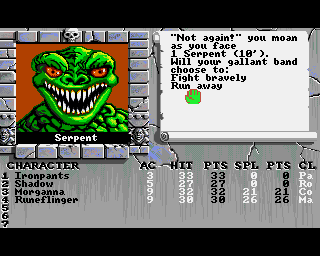 "Not again!" you moan
as you face
1 Serpent (10').
Will your gallant band
choose to:
Fight bravely
Run away
Serpent
CHARACTER AC HIT PTS SPL PTS CL
1 Ironpants 3 33 33 0 0 Pa
2 Shadow 5 27 27 0 0 Ro
3 Morganna 9 32 32 21 21 Co
4 Runeflinger 9 30 30 26 26 Ma
5
6
7